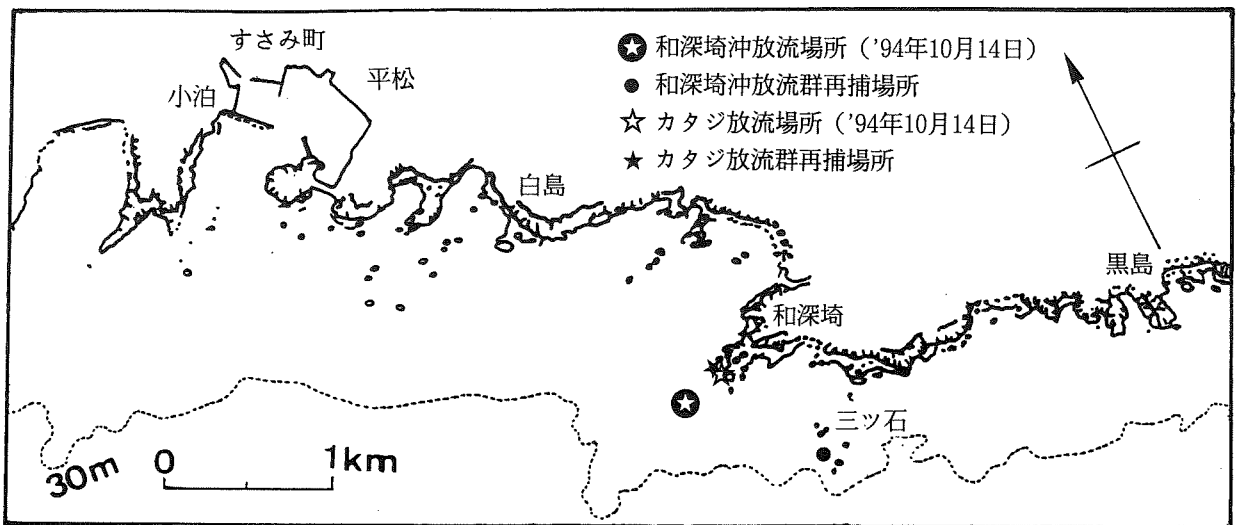 すさみ町
平松
小泊
白島
和深埼
黒島
三ツ石
和深埼沖放流場所（'94年10月14日）
和深埼沖放流群再捕場所
カタジ放流場所（'94年10月14日）
カタジ放流群再捕場所
30m
0 1km